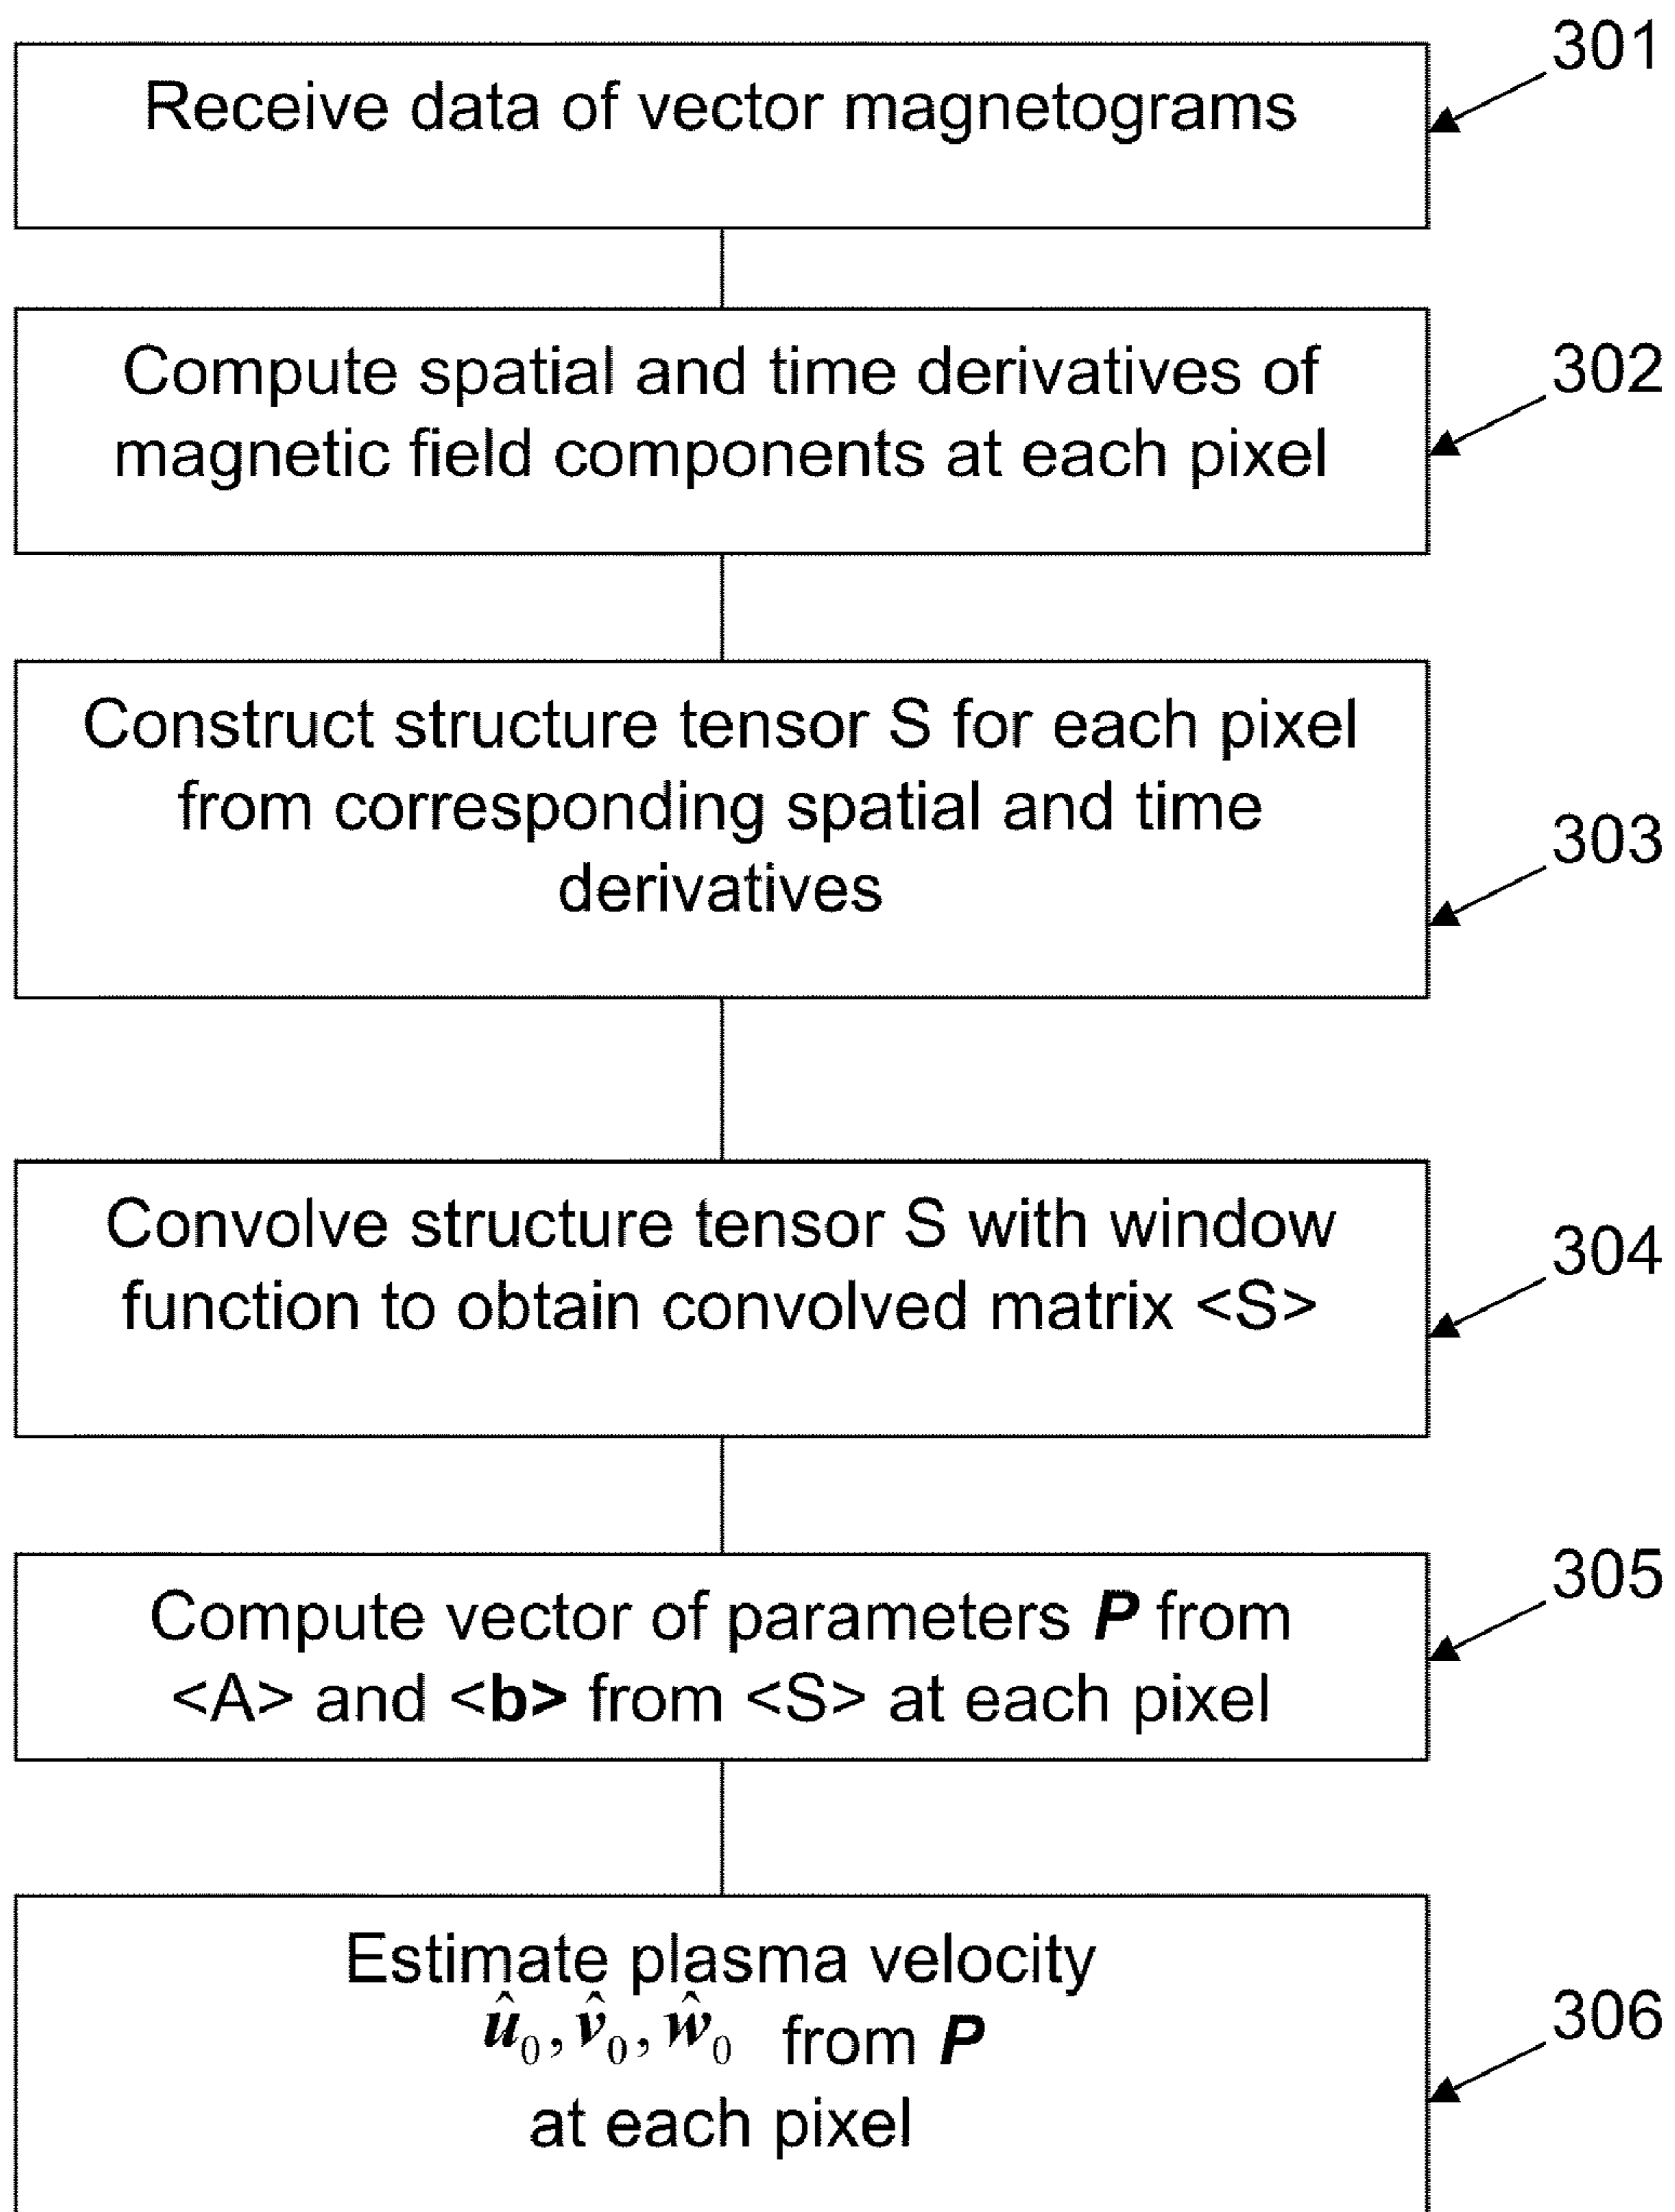 301
Receive data of vector magnetograms
302
Compute spatial and time derivatives of
magnetic field components at each pixel
303
Construct structure tensor S for each pixel
from corresponding spatial and time
derivatives
304
Convolve structure tensor S with window
function to obtain convolved matrix <S>
305
Compute vector of parameters P from
<A> and <b> from <S> at each pixel
306
Estimate plasma velocity
û₀, v̂₀, ŵ₀ from P
at each pixel